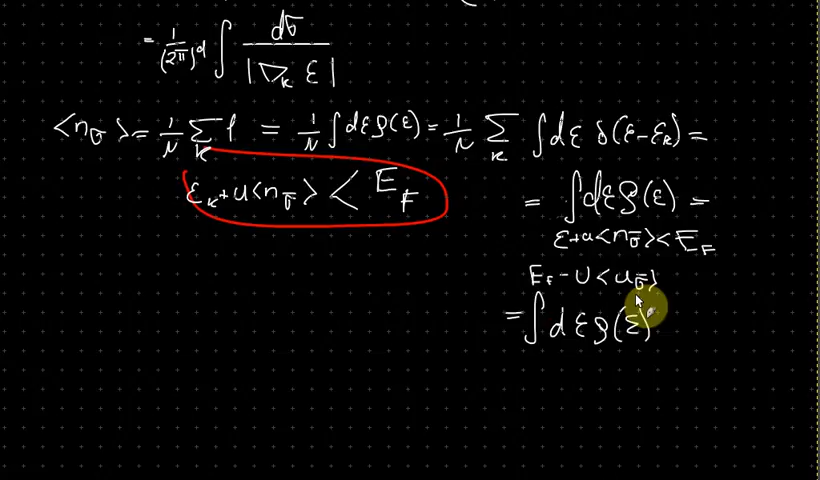 = 1/(2π)^d ∫ dσ / |∇_k ε|
<n_σ> = 1/N Σ_k 1 = 1/N ∫ dε ρ(ε) = 1/N Σ_k ∫ dε δ(ε-ε_k) =
ε_k + u<n_σ̄> < E_F
= ∫ dε ρ(ε) =
ε+u<n_σ̄> < E_F
E_F - U<n_σ̄>
= ∫ dε ρ(ε)